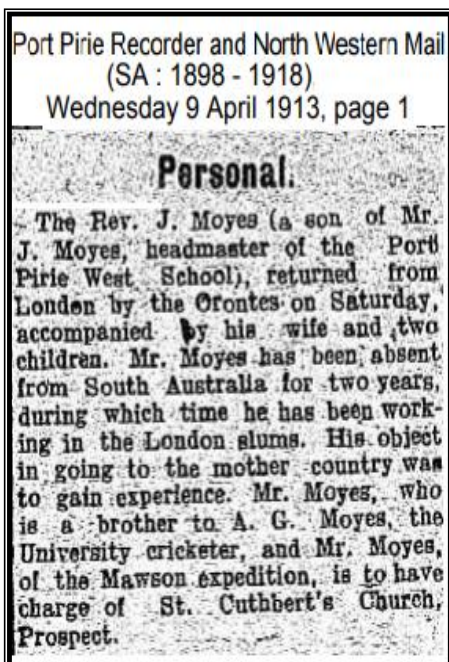 Port Pirie Recorder and North Western Mail
(SA : 1898 - 1918)
Wednesday 9 April 1913, page 1
Personal.
The Rev. J. Moyes (a son of Mr.
J. Moyes, headmaster of the Port
Pirie West School), returned from
London by the Orontes on Saturday,
accompanied by his wife and two
children. Mr. Moyes has been absent
from South Australia for two years,
during which time he has been work-
ing in the London slums. His object
in going to the mother country was
to gain experience. Mr. Moyes, who
is a brother to A. G. Moyes, the
University cricketer, and Mr. Moyes,
of the Mawson expedition, is to have
charge of St. Cuthbert's Church,
Prospect.